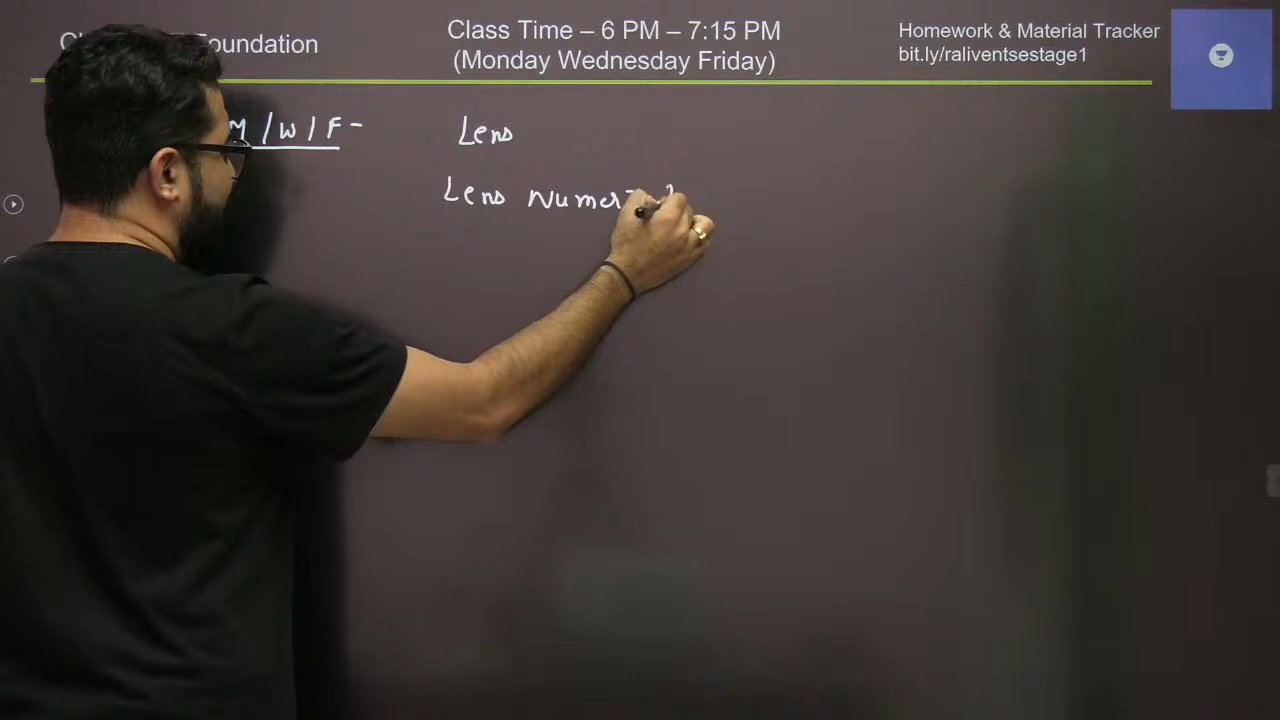 Foundation
Class Time – 6 PM – 7:15 PM
(Monday Wednesday Friday)
Homework & Material Tracker
bit.ly/raliventsestage1
M / W / F -
Lens
Lens